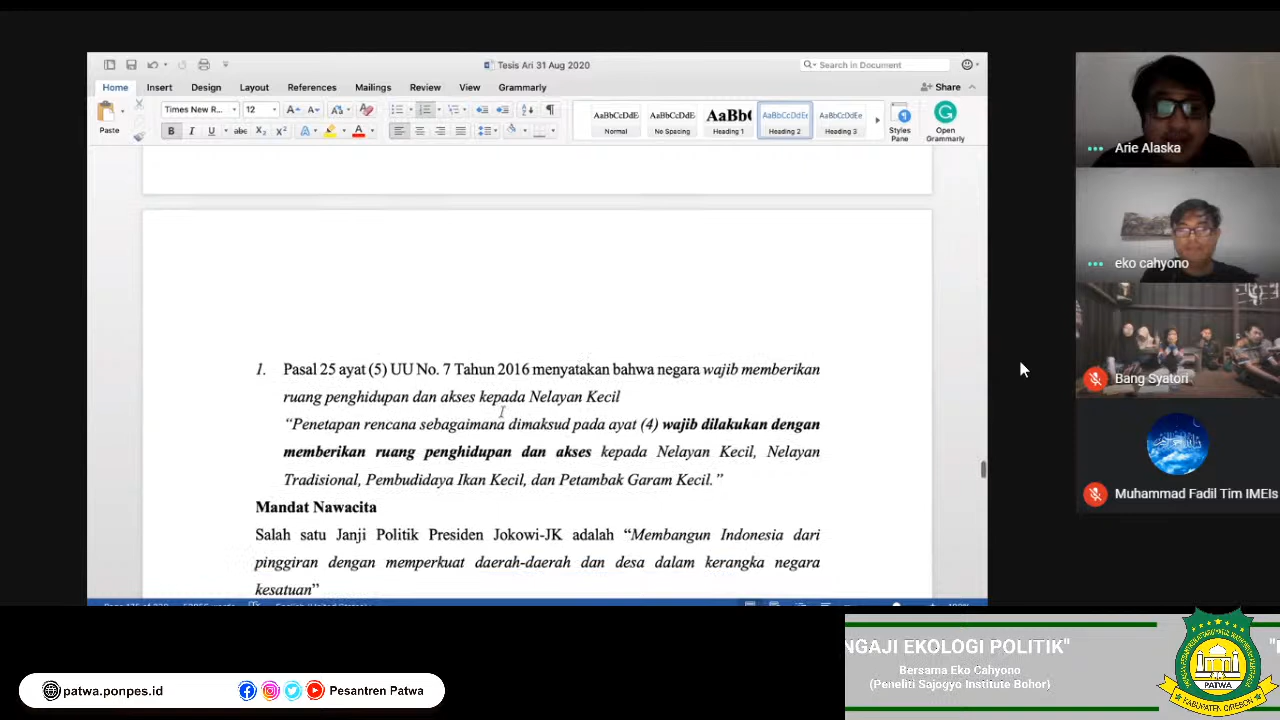 Tesis Ari 31 Aug 2020
Search in Document
Home Insert Design Layout References Mailings Review View Grammarly
Share
Paste
Times New R... 12
AaBbCcDdE AaBbCcDdE AaBb( AaBbCcDdEe AaBbCcDdEe
Normal No Spacing Heading 1 Heading 2 Heading 3
Styles Pane
Open Grammarly
1. Pasal 25 ayat (5) UU No. 7 Tahun 2016 menyatakan bahwa negara wajib memberikan
ruang penghidupan dan akses kepada Nelayan Kecil
“Penetapan rencana sebagaimana dimaksud pada ayat (4) wajib dilakukan dengan
memberikan ruang penghidupan dan akses kepada Nelayan Kecil, Nelayan
Tradisional, Pembudidaya Ikan Kecil, dan Petambak Garam Kecil.”
Mandat Nawacita
Salah satu Janji Politik Presiden Jokowi-JK adalah “Membangun Indonesia dari
pinggiran dengan memperkuat daerah-daerah dan desa dalam kerangka negara
kesatuan”
Arie Alaska
eko cahyono
Bang Syatori
Muhammad Fadil Tim IMEIs
NGAJI EKOLOGI POLITIK"
Bersama Eko Cahyono
(Peneliti Sajogyo Institute Bohor)
PATWA
KABUPATEN CIREBON
patwa.ponpes.id
Pesantren Patwa